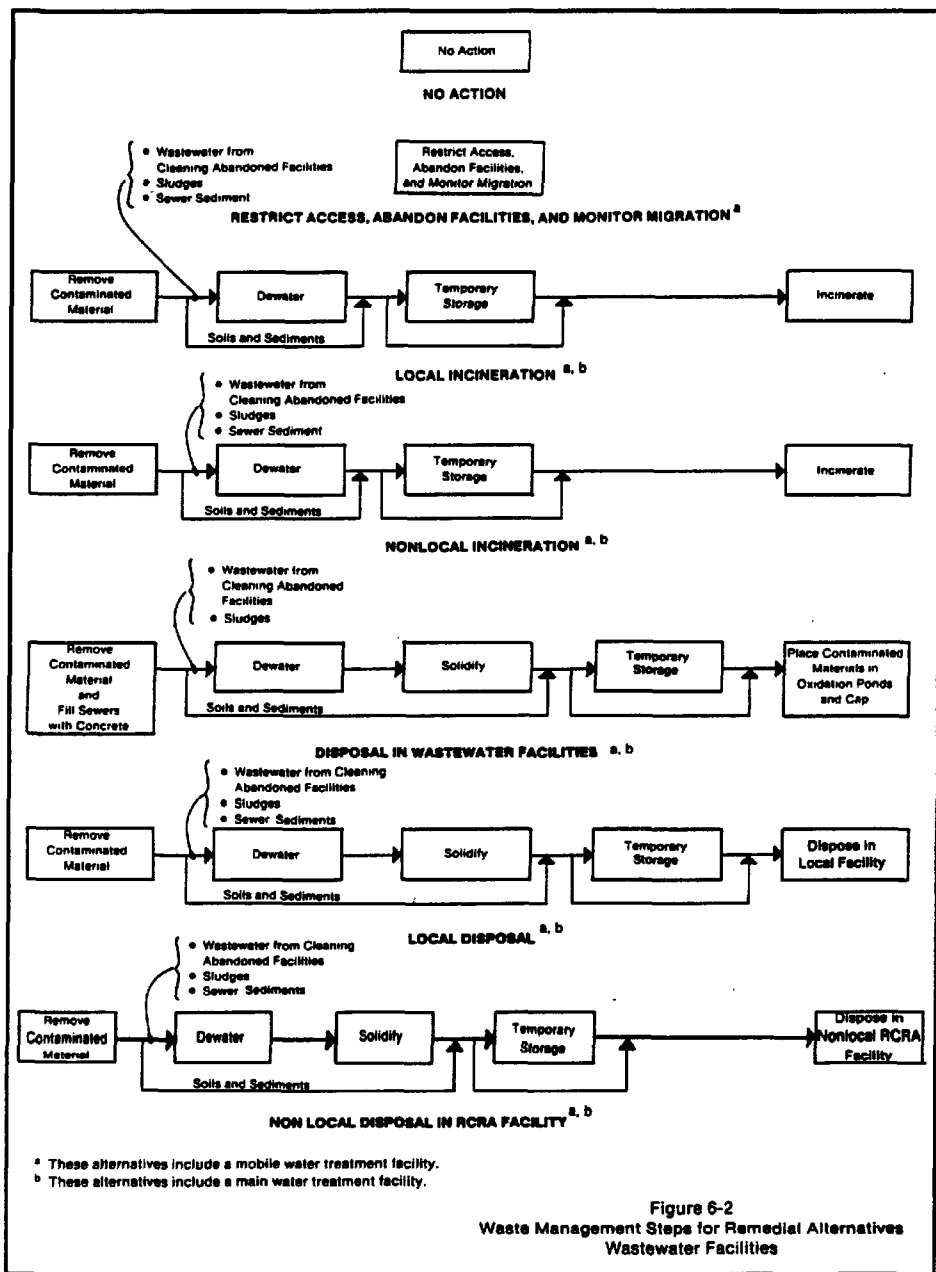 No Action
NO ACTION
• Wastewater from
Cleaning Abandoned Facilities
• Sludges
• Sewer Sediment
Restrict Access,
Abandon Facilities,
and Monitor Migration
RESTRICT ACCESS, ABANDON FACILITIES, AND MONITOR MIGRATION a
Remove
Contaminated
Material
Dewater
Temporary
Storage
Incinerate
Soils and Sediments
LOCAL INCINERATION a, b
• Wastewater from
Cleaning Abandoned Facilities
• Sludges
• Sewer Sediment
Remove
Contaminated
Material
Dewater
Temporary
Storage
Incinerate
Soils and Sediments
NONLOCAL INCINERATION a, b
• Wastewater from
Cleaning Abandoned
Facilities
• Sludges
Remove
Contaminated
Material
and
Fill Sewers
with Concrete
Dewater
Solidify
Temporary
Storage
Place Contaminated
Materials in
Oxidation Ponds
and Cap
Soils and Sediments
DISPOSAL IN WASTEWATER FACILITIES a, b
• Wastewater from Cleaning
Abandoned Facilities
• Sludges
• Sewer Sediments
Remove
Contaminated
Material
Dewater
Solidify
Temporary
Storage
Dispose in
Local Facility
Soils and Sediments
LOCAL DISPOSAL a, b
• Wastewater from Cleaning
Abandoned Facilities
• Sludges
• Sewer Sediments
Remove
Contaminated
Material
Dewater
Solidify
Temporary
Storage
Dispose in
Nonlocal RCRA
Facility
Soils and Sediments
NON LOCAL DISPOSAL IN RCRA FACILITY a, b
a These alternatives include a mobile water treatment facility.
b These alternatives include a main water treatment facility.
Figure 6-2
Waste Management Steps for Remedial Alternatives
Wastewater Facilities